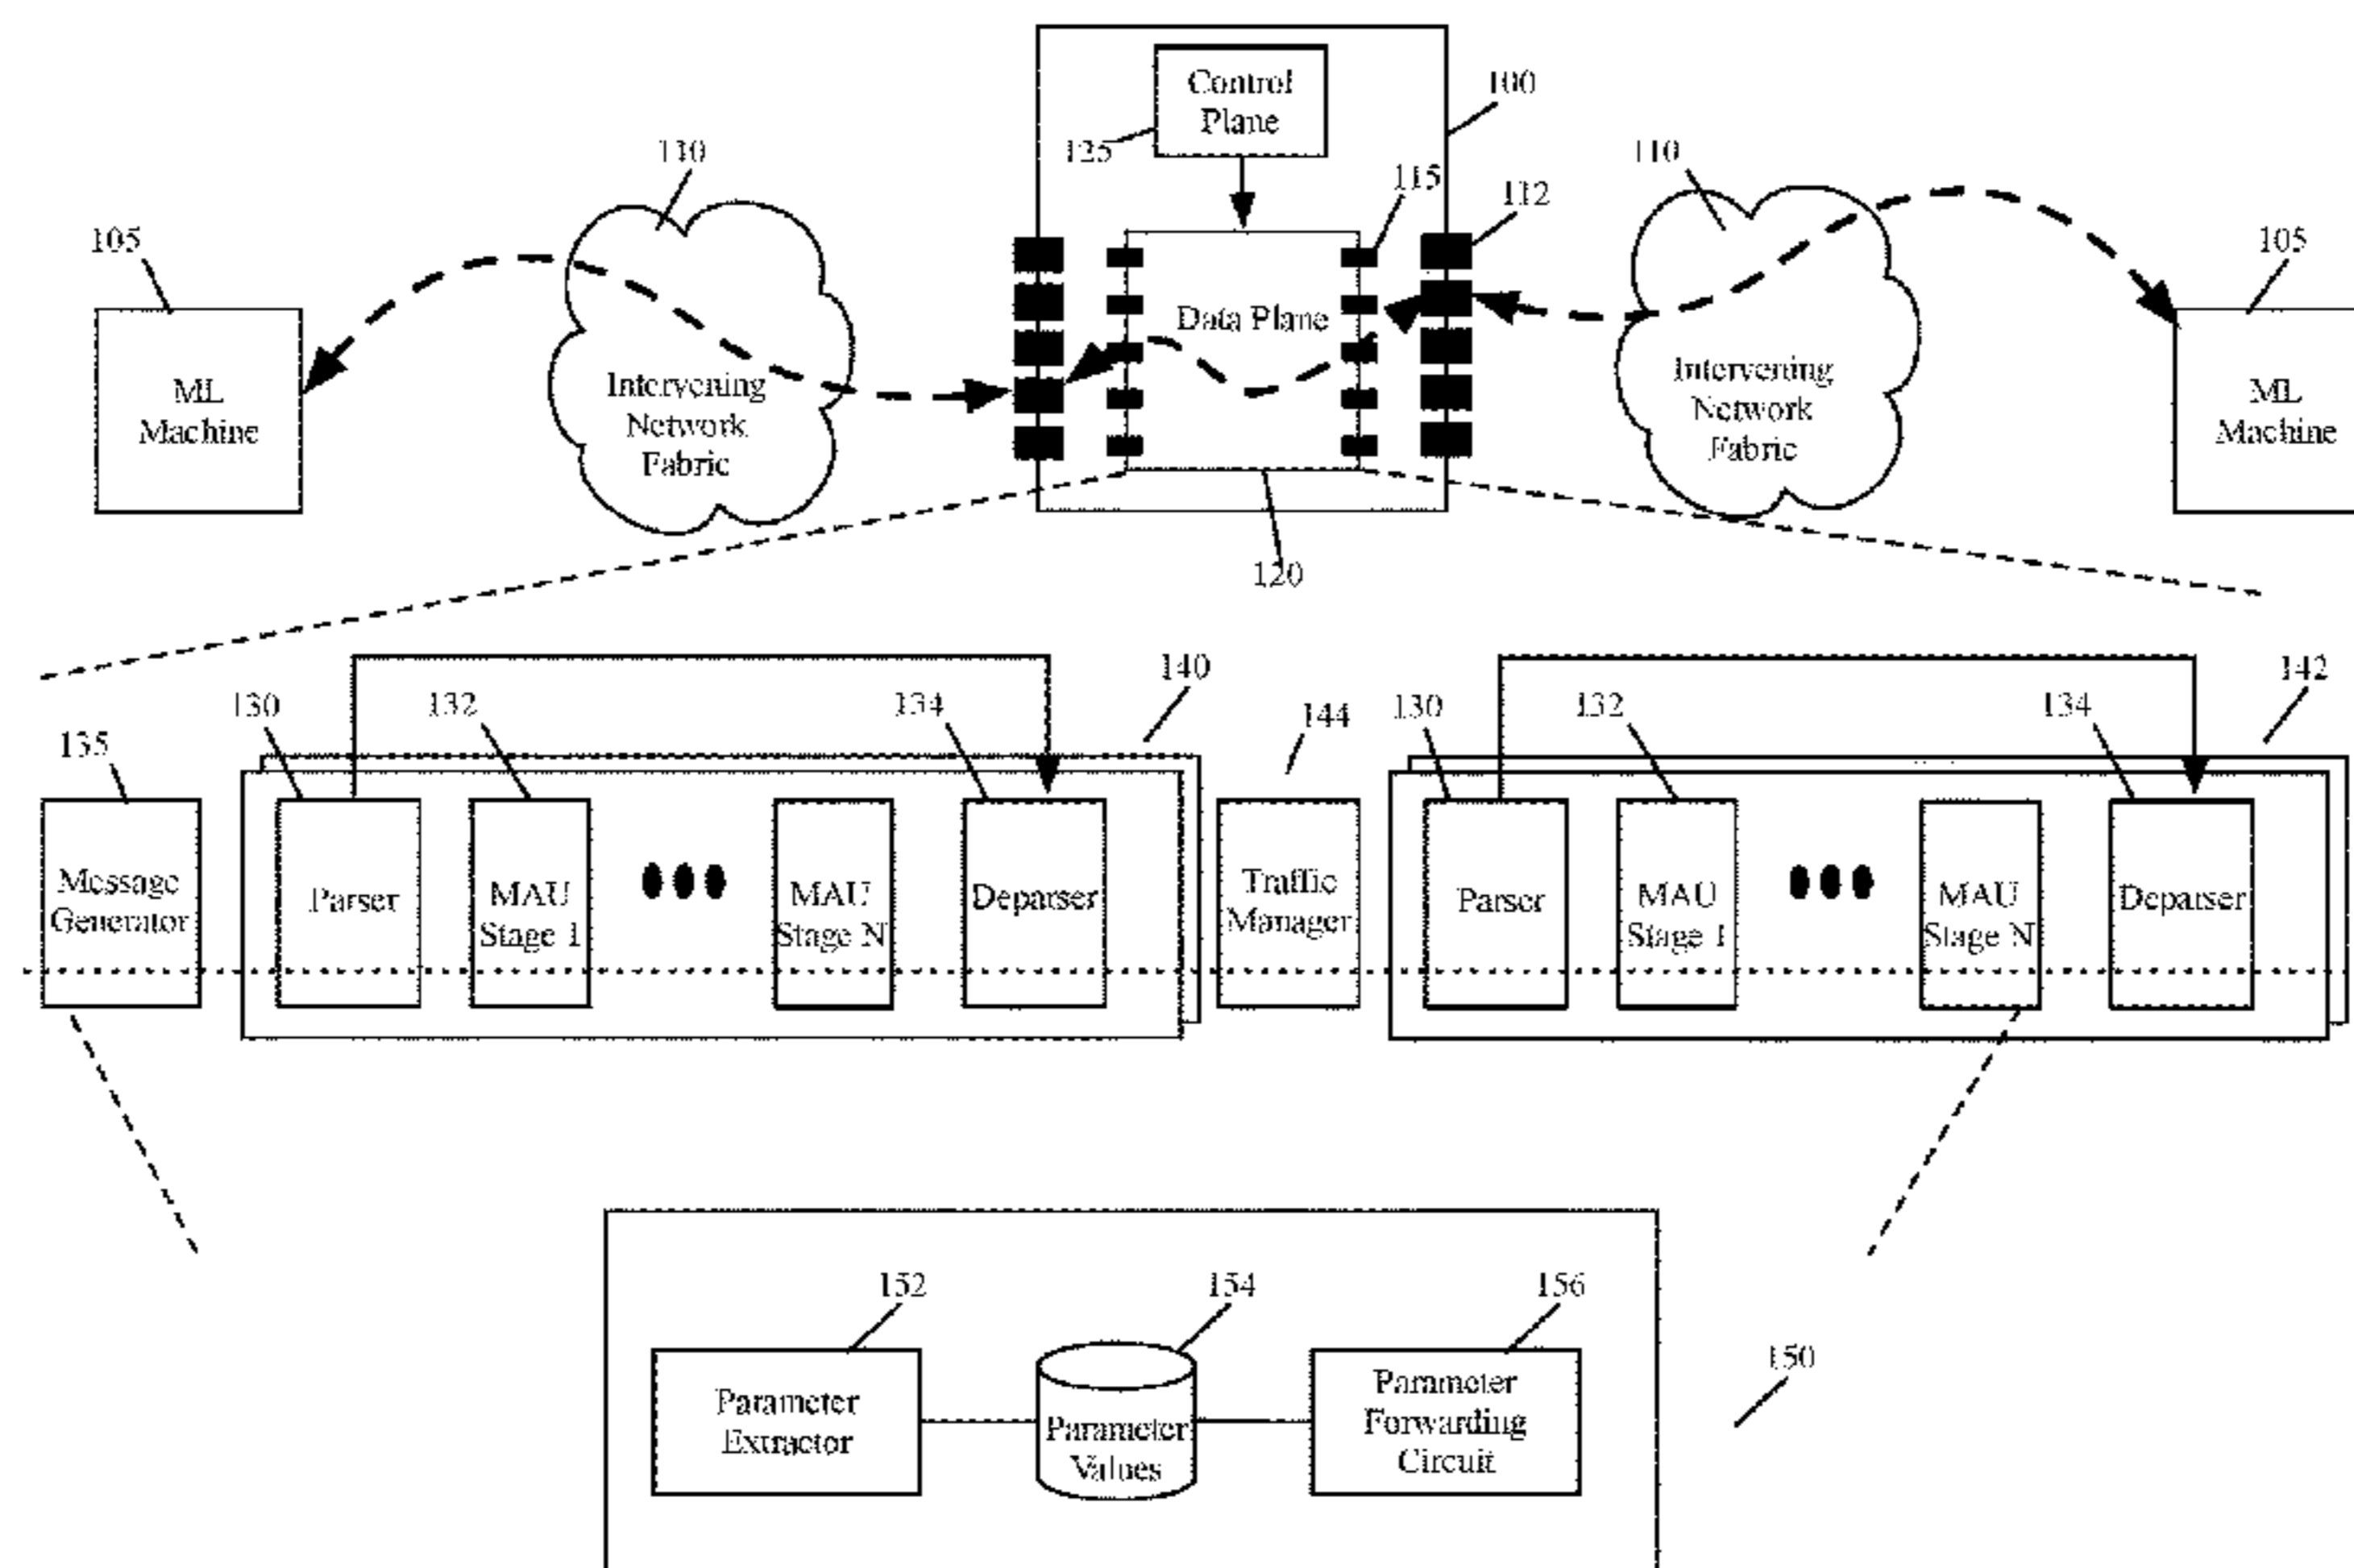 Control
Plane
100
125
110
110
115
112
105
105
Data Plane
ML
Machine
Intervening
Network
Fabric
Intervening
Network
Fabric
ML
Machine
120
140
142
130
132
134
144
130
132
134
135
Message
Generator
Parser
MAU
Stage 1
MAU
Stage N
Deparser
Traffic
Manager
Parser
MAU
Stage 1
MAU
Stage N
Deparser
152
154
156
150
Parameter
Extractor
Parameter
Values
Parameter
Forwarding
Circuit